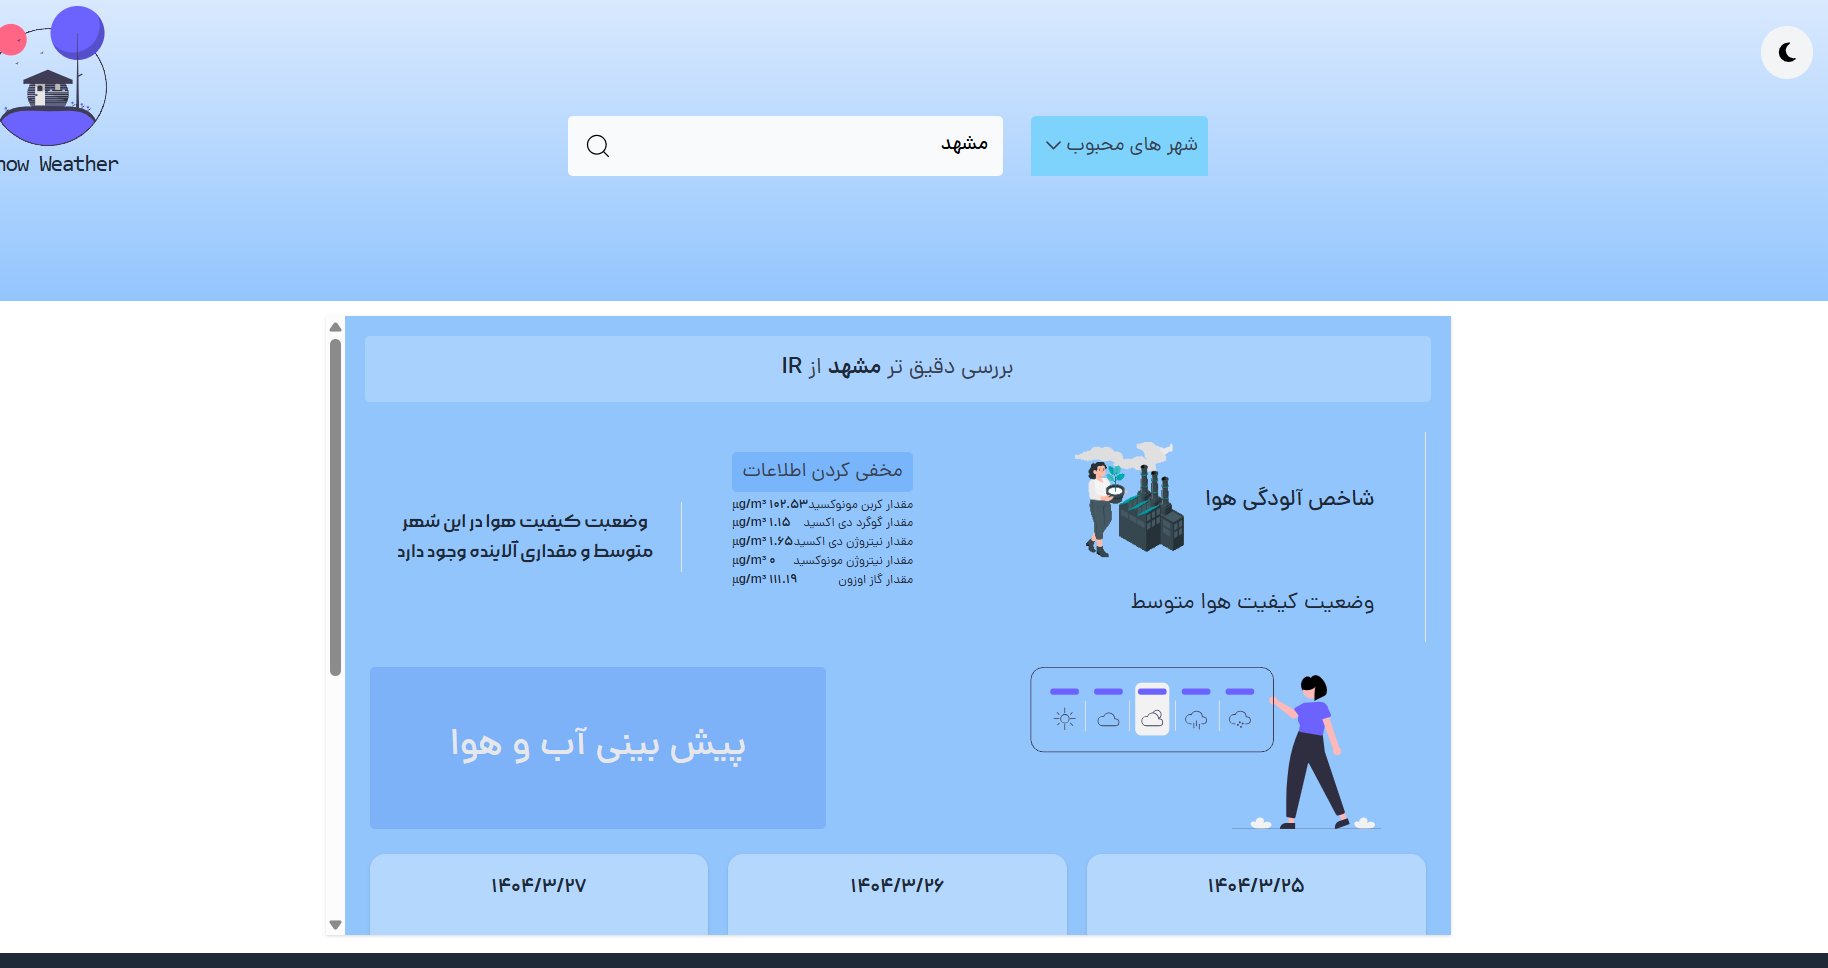 now Weather
شهر های محبوب
مشهد
بررسی دقیق تر مشهد از IR
شاخص آلودگی هوا
وضعیت کیفیت هوا متوسط
مخفی کردن اطلاعات
مقدار کربن مونوکسید ۱۰۲.۵۳ μg/m³
مقدار گوگرد دی اکسید ۱.۱۵ μg/m³
مقدار نیتروژن دی اکسید ۱.۶۵ μg/m³
مقدار نیتروژن مونوکسید ۰ μg/m³
مقدار گاز اوزون ۱۱۱.۱۹ μg/m³
وضعبت کیفیت هوا در این شهر
متوسط و مقداری آلاینده وجود دارد
پیش بینی آب و هوا
۱۴۰۴/۳/۲۵
۱۴۰۴/۳/۲۶
۱۴۰۴/۳/۲۷